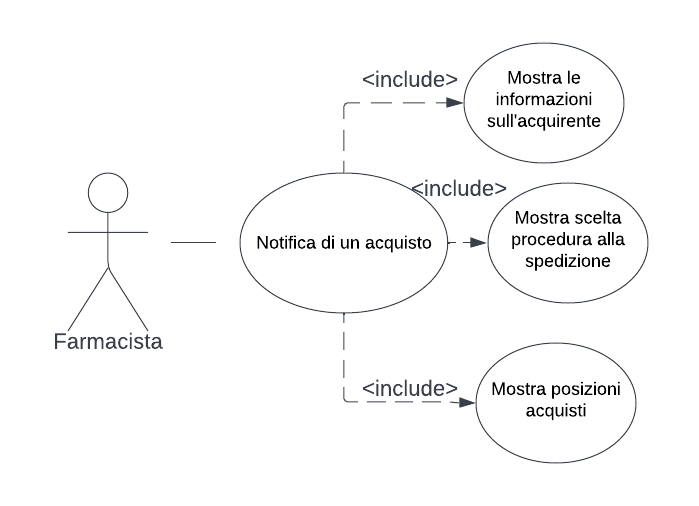 <include>
Mostra le
informazioni
sull'acquirente
<include>
Notifica di un acquisto
Mostra scelta
procedura alla
spedizione
Farmacista
<include>
Mostra posizioni
acquisti